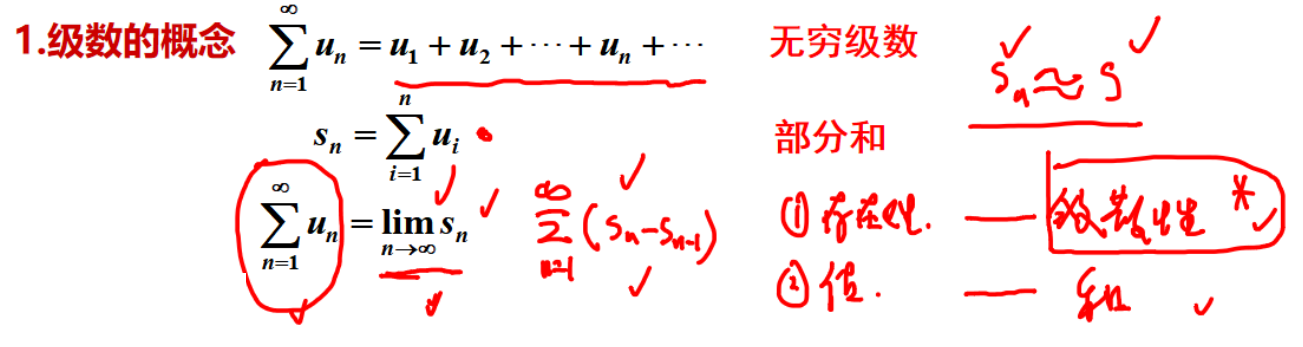 1.级数的概念 $\sum_{n=1}^{\infty} u_n = u_1 + u_2 + \cdots + u_n + \cdots$ 无穷级数 $s_n \approx s$
$s_n = \sum_{i=1}^{n} u_i$ 部分和
$\sum_{n=1}^{\infty} u_n = \lim_{n \to \infty} s_n$ $\sum_{n=1}^{\infty} (s_n - s_{n-1})$ ① 存在性. — 敛散性 *
② 值. — 和